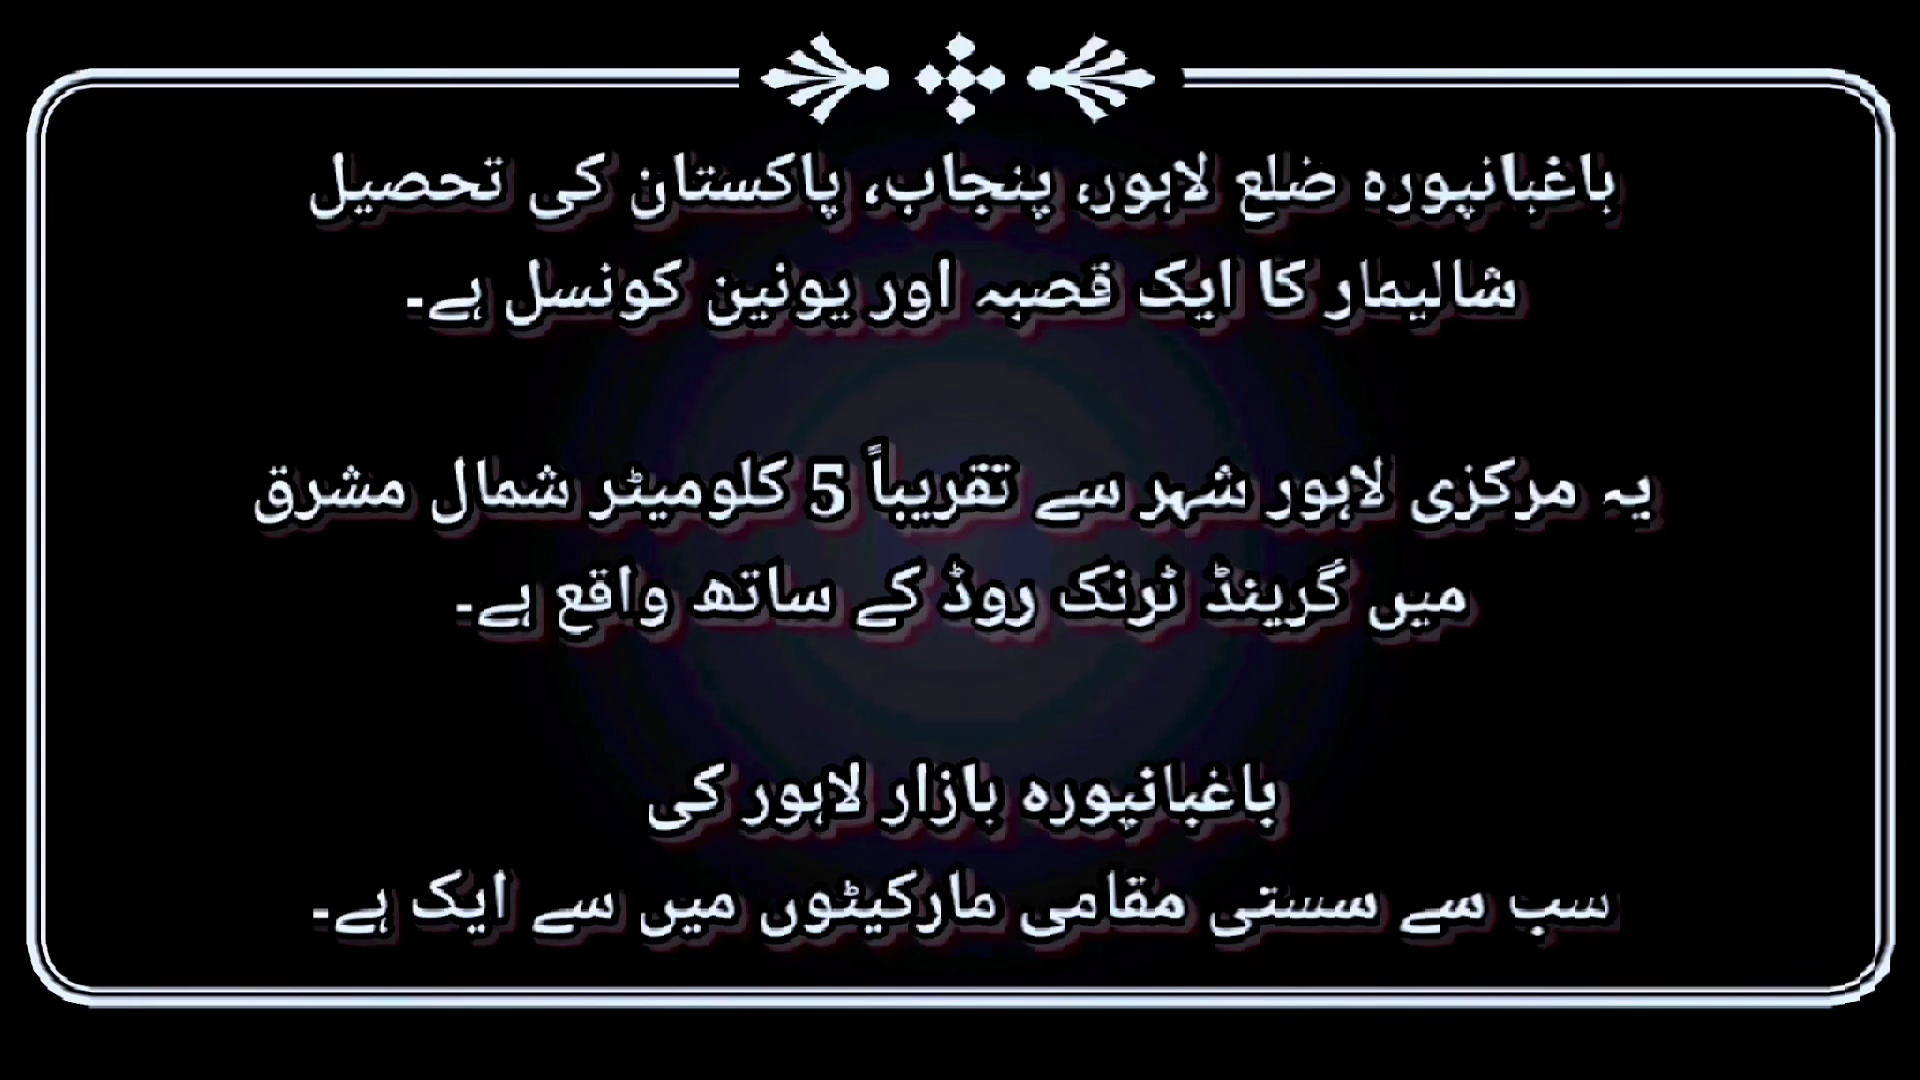 باغبانپورہ ضلع لاہور، پنجاب، پاکستان کی تحصیل
شالیمار کا ایک قصبہ اور یونین کونسل ہے۔
یہ مرکزی لاہور شہر سے تقریباً 5 کلومیٹر شمال مشرق
میں گرینڈ ٹرنک روڈ کے ساتھ واقع ہے۔
باغبانپورہ بازار لاہور کی
سب سے سستی مقامی مارکیٹوں میں سے ایک ہے۔